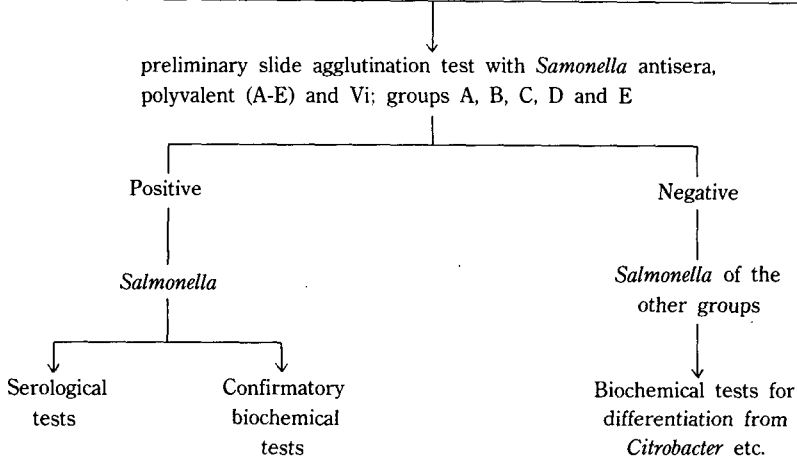 preliminary slide agglutination test with Samonella antisera,
polyvalent (A-E) and Vi; groups A, B, C, D and E
Positive
Negative
Salmonella
Salmonella of the
other groups
Serological
tests
Confirmatory
biochemical
tests
Biochemical tests for
differentiation from
Citrobacter etc.